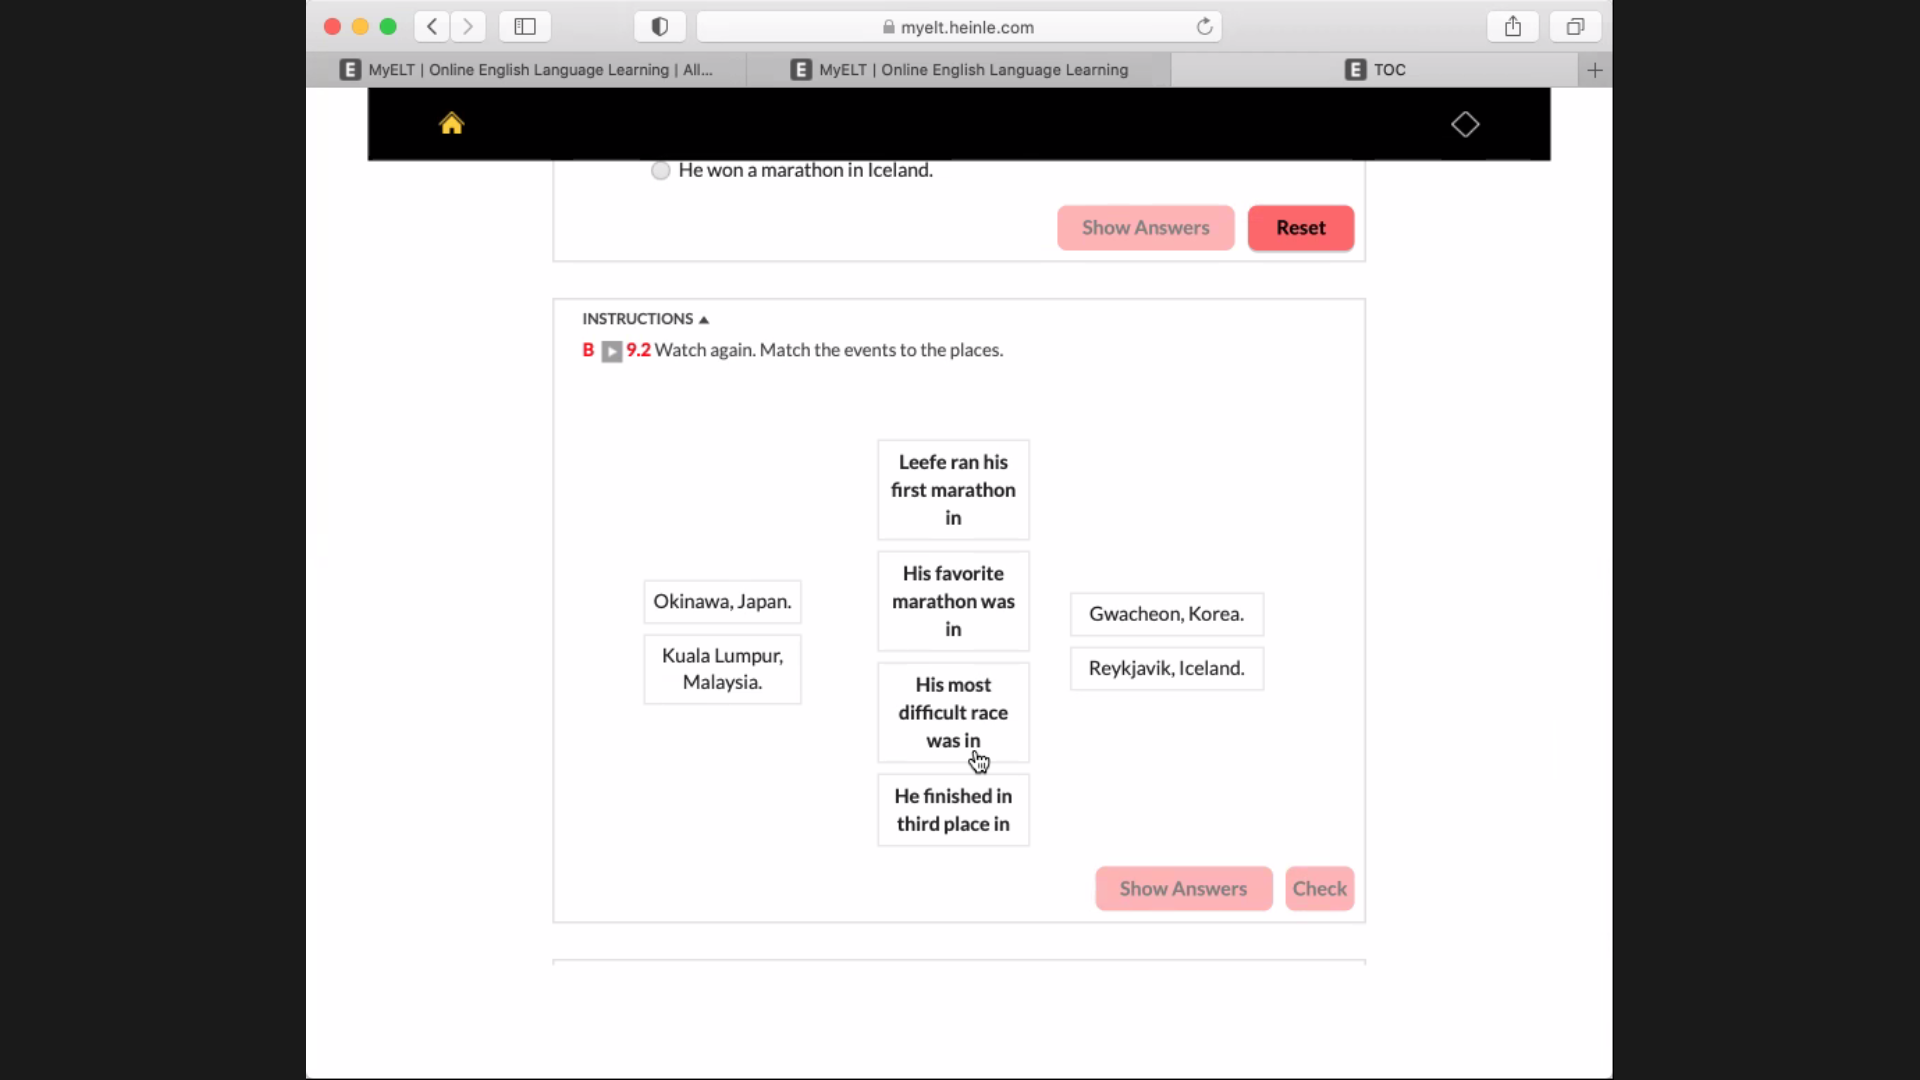 myelt.heinle.com
MyELT | Online English Language Learning | All...
MyELT | Online English Language Learning
TOC
He won a marathon in Iceland.
Show Answers
Reset
INSTRUCTIONS
B 9.2 Watch again. Match the events to the places.
Leefe ran his
first marathon
in
His favorite
marathon was
in
His most
difficult race
was in
He finished in
third place in
Okinawa, Japan.
Kuala Lumpur,
Malaysia.
Gwacheon, Korea.
Reykjavik, Iceland.
Show Answers
Check